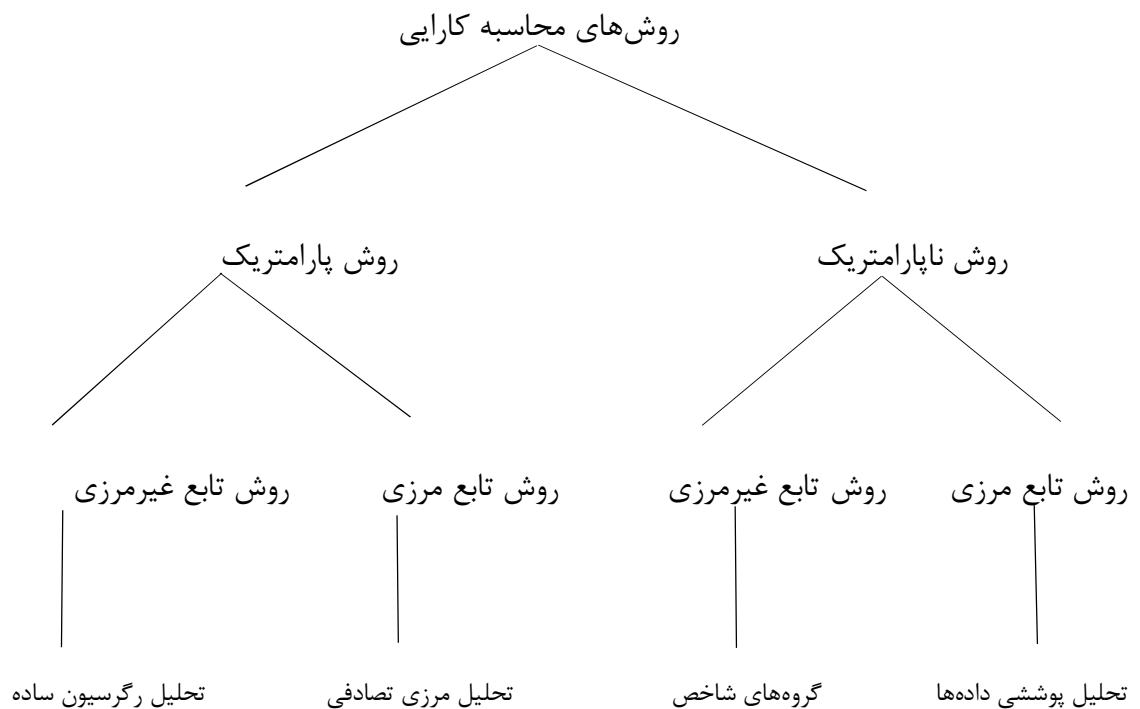 روش‌های محاسبه کارایی
روش ناپارامتریک
روش پارامتریک
روش تابع مرزی
روش تابع غیرمرزی
روش تابع مرزی
روش تابع غیرمرزی
تحلیل پوششی داده‌ها
گروه‌های شاخص
تحلیل مرزی تصادفی
تحلیل رگرسیون ساده